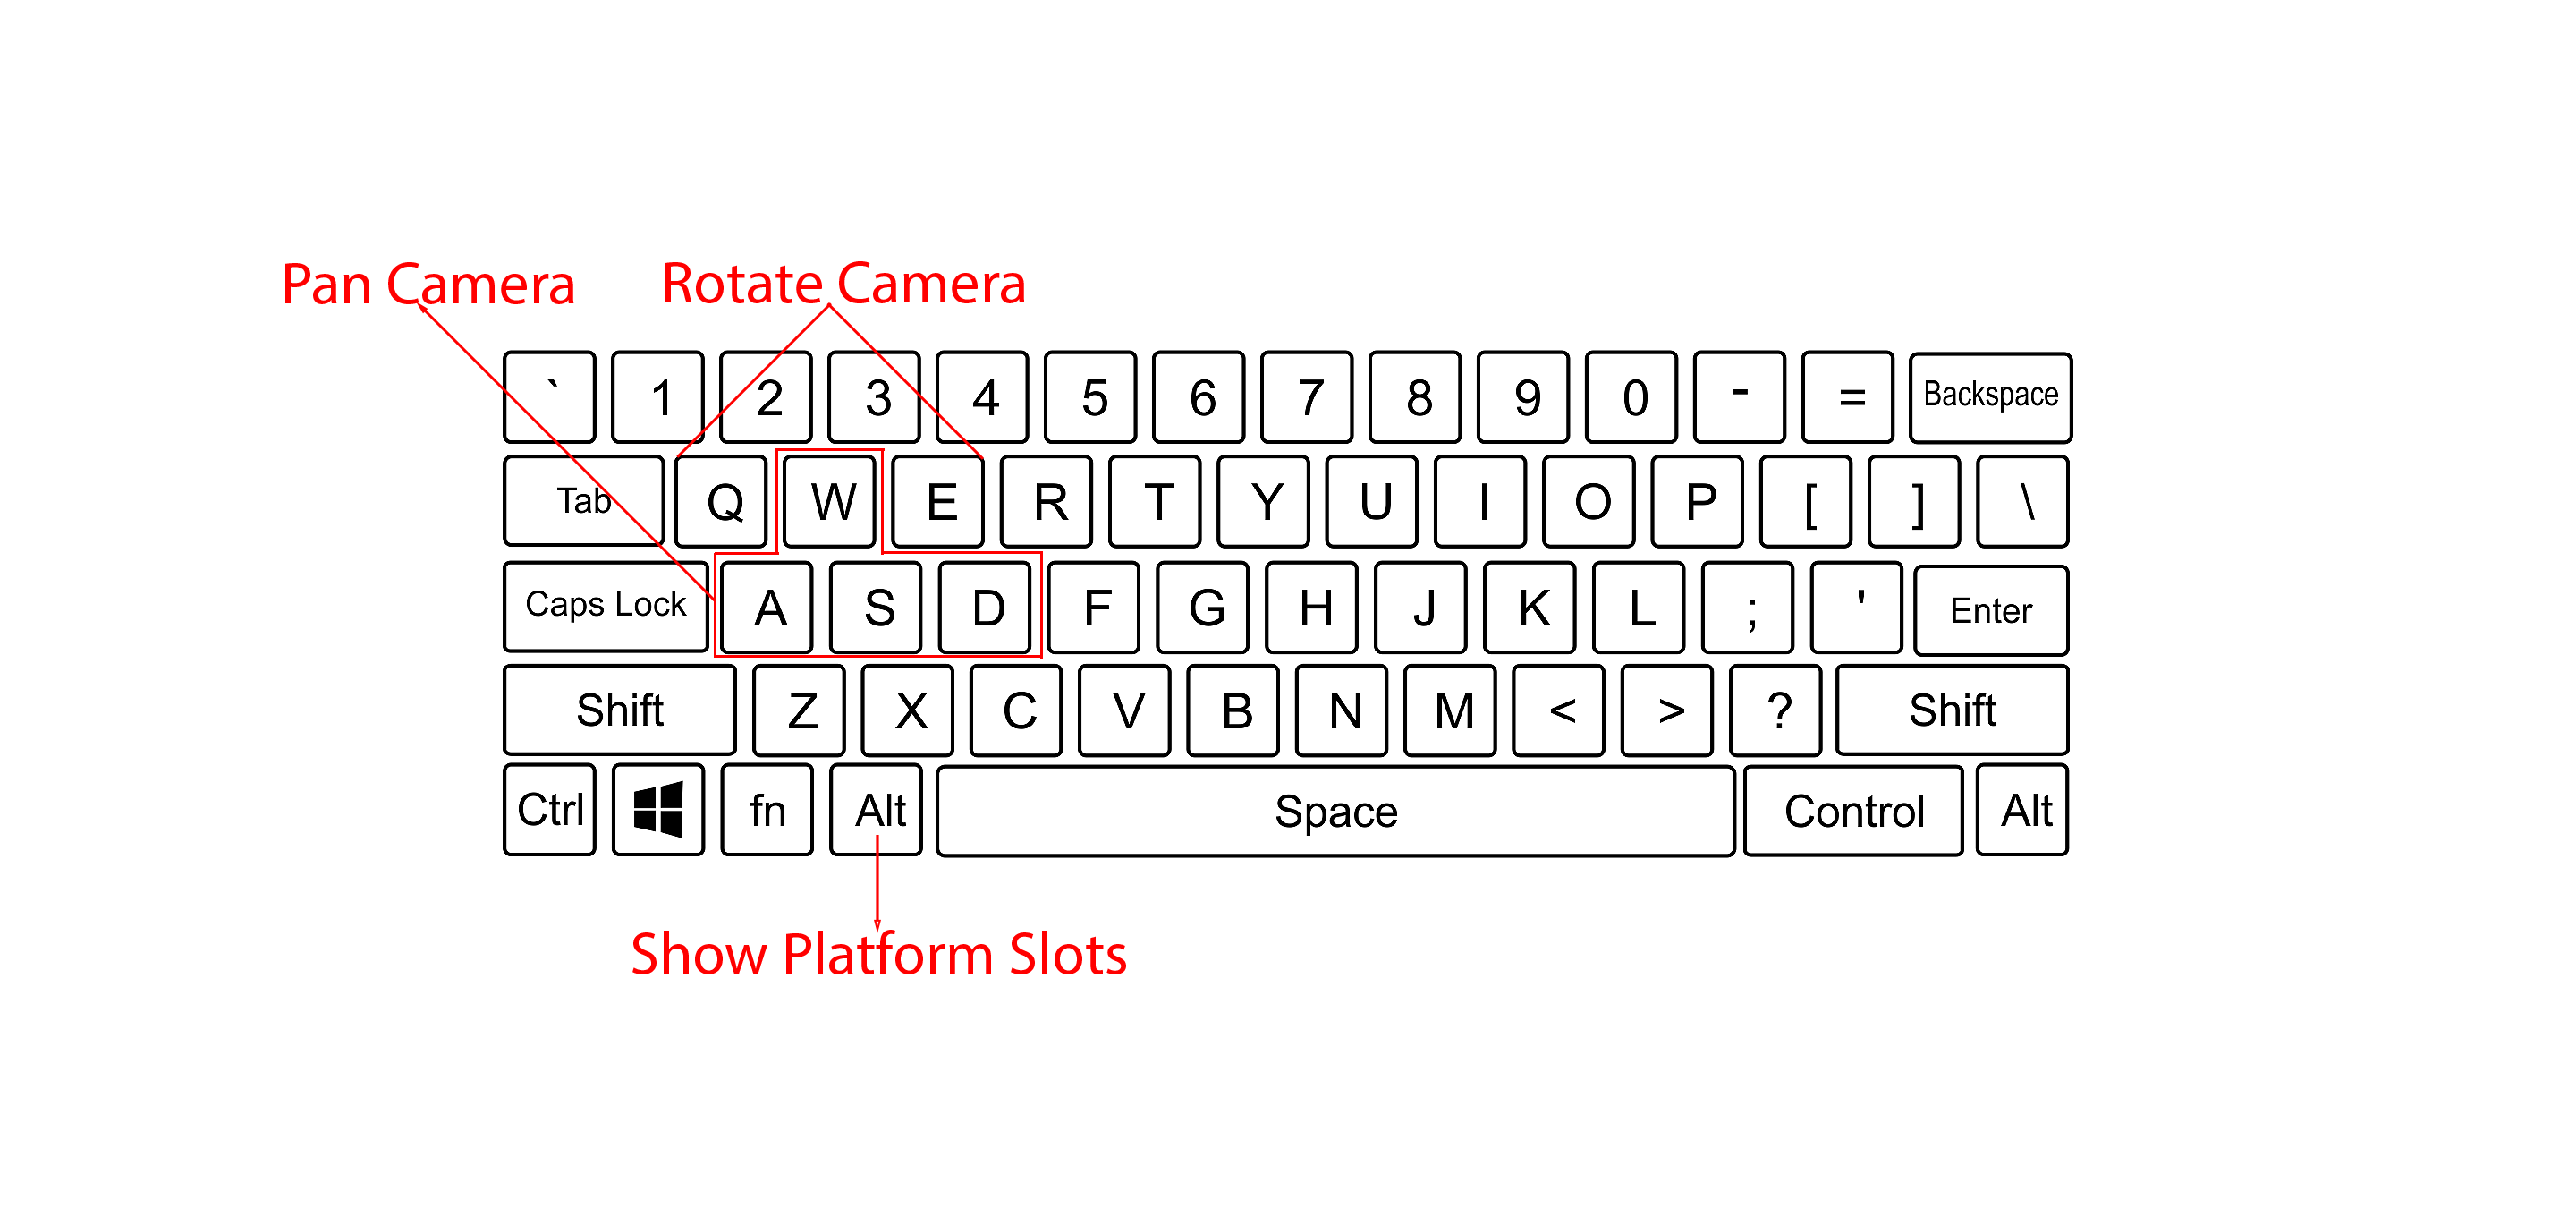 Pan Camera
Rotate Camera
` 1 2 3 4 5 6 7 8 9 0 - = Backspace
Tab Q W E R T Y U I O P [ ] \
Caps Lock A S D F G H J K L ; ' Enter
Shift Z X C V B N M < > ? Shift
Ctrl fn Alt Space Control Alt
Show Platform Slots